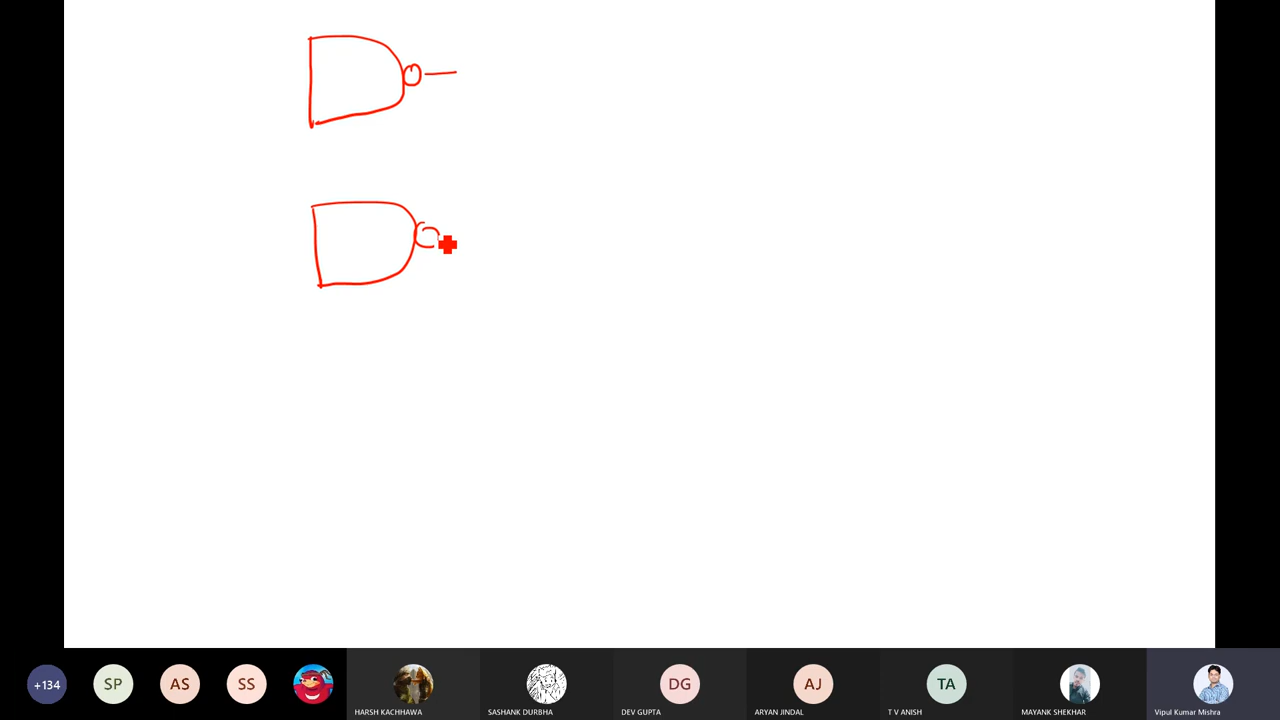 +134
SP
AS
SS
HARSH KACHHAWA
SASHANK DURBHA
DG
DEV GUPTA
AJ
ARYAN JINDAL
TA
T V ANISH
MAYANK SHEKHAR
Vipul Kumar Mishra